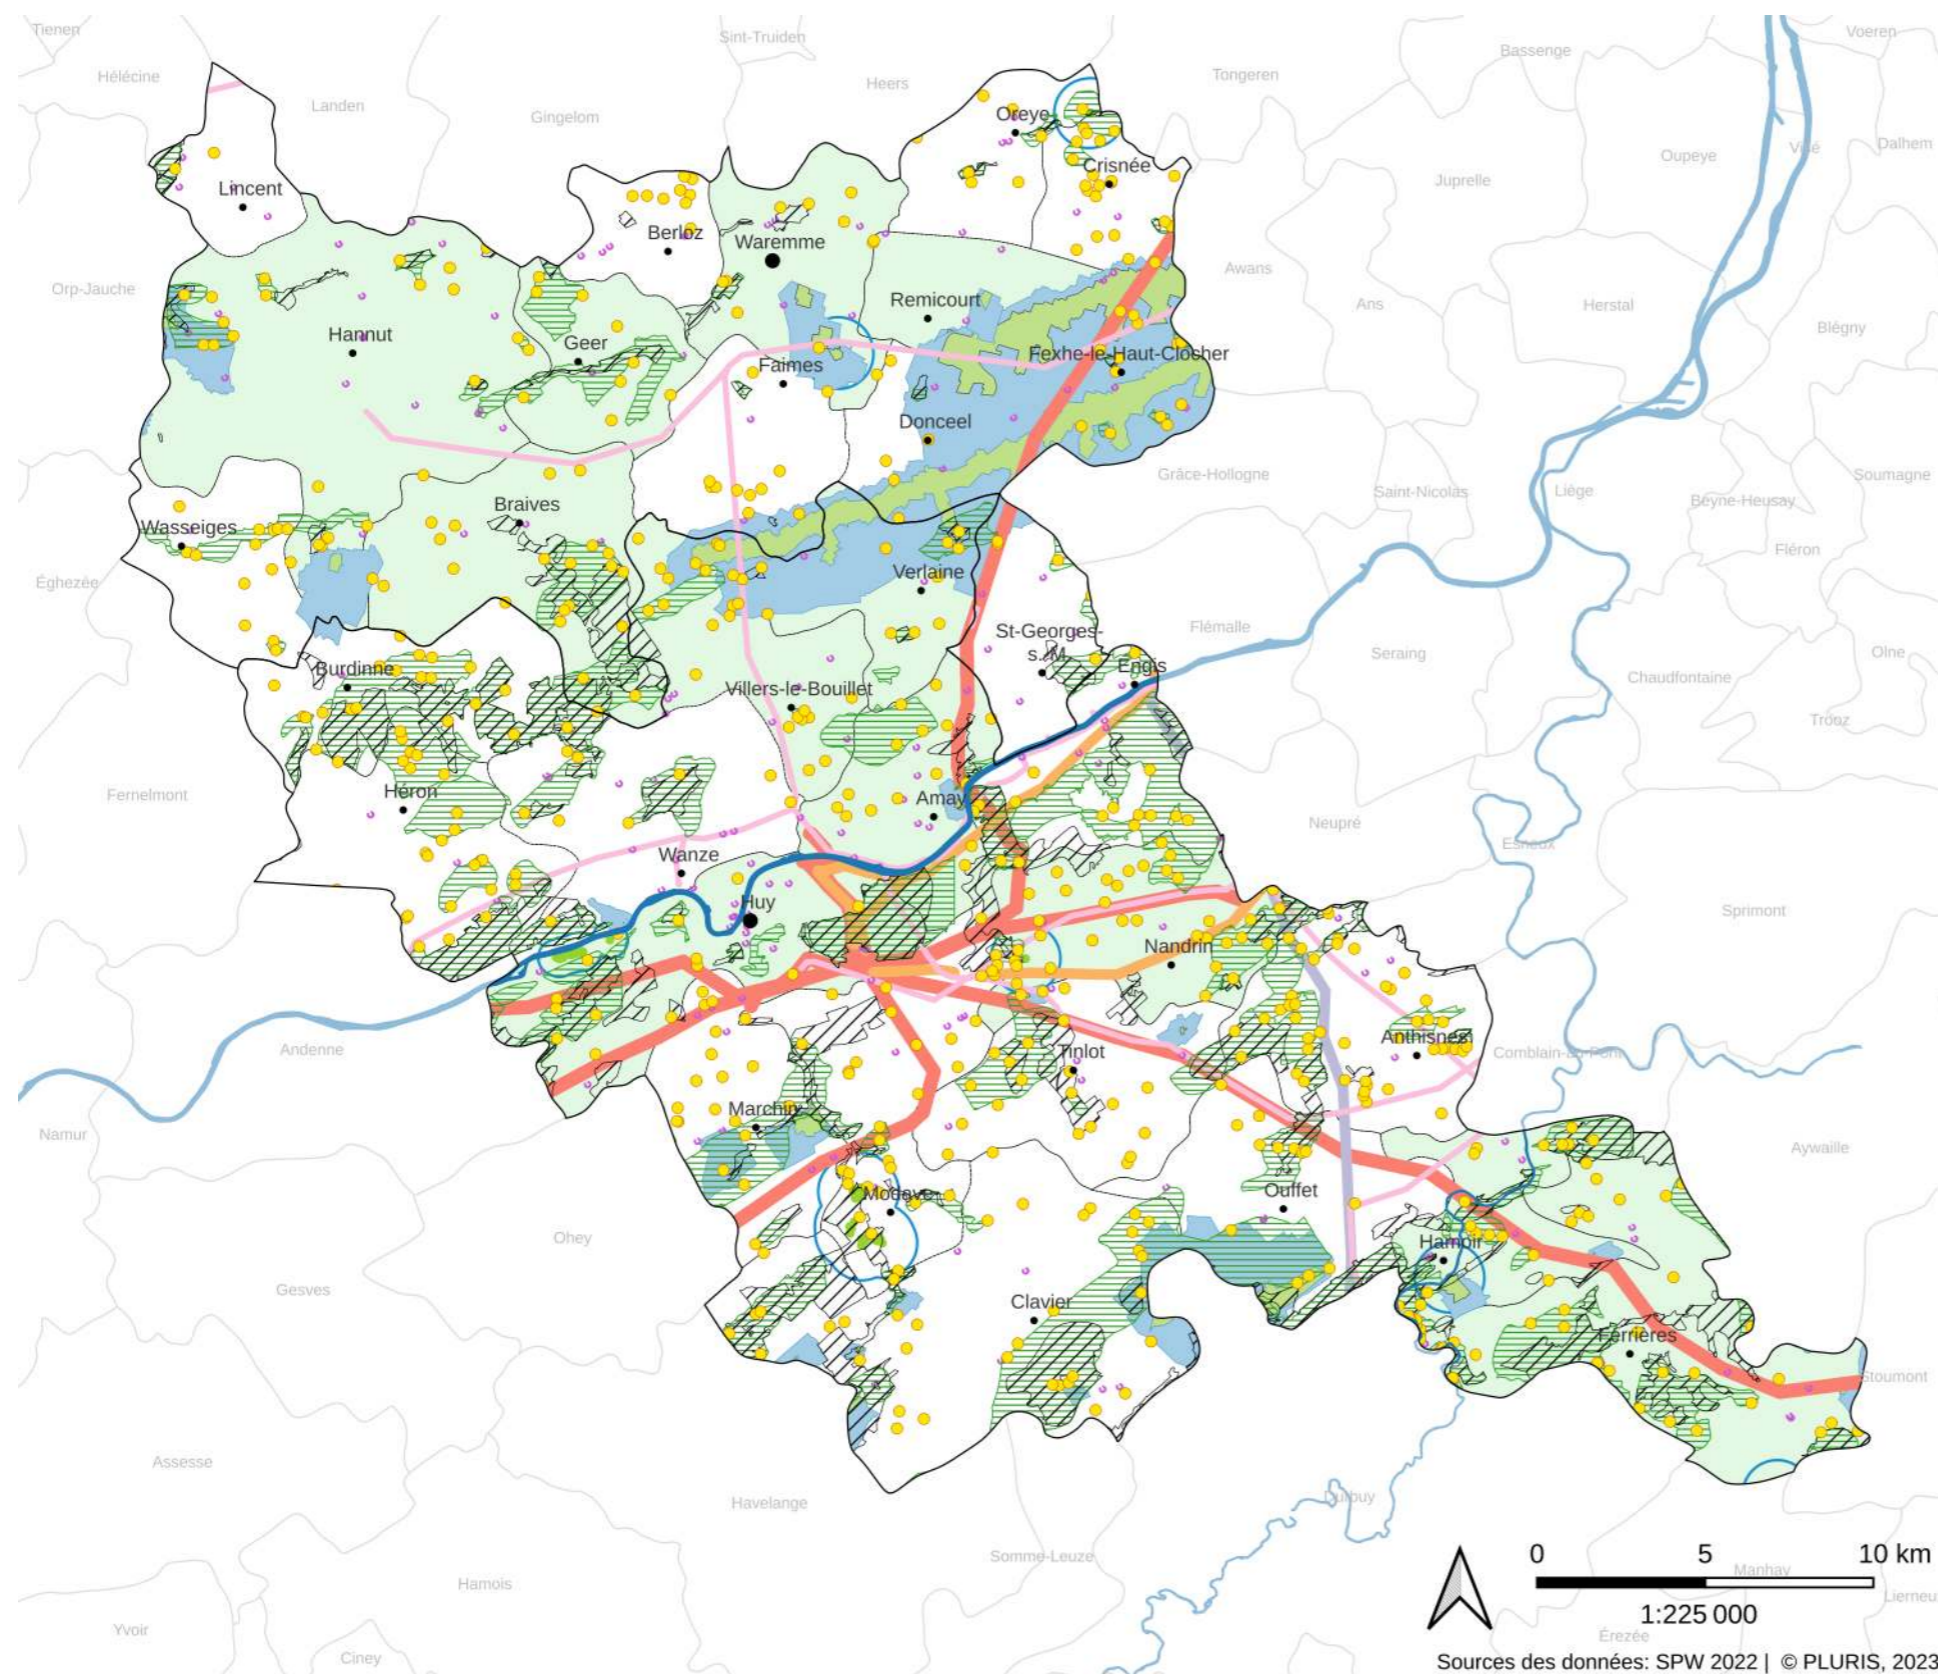 Tienen
Sint-Truiden
Voeren
Bassenge
Hélécine
Heers
Tongeren
Landen
Gingelom
Oreye
Visé
Dalhem
Oupeye
Crisnée
Juprelle
Lincent
Berloz
Waremme
Awans
Orp-Jauche
Remicourt
Ans
Herstal
Blégny
Hannut
Geer
Fexhe-le-Haut-Clocher
Faimes
Donceel
Grâce-Hollogne
Saint-Nicolas
Liège
Soumagne
Beyne-Heusay
Braives
Wasseiges
Fléron
Éghezée
Verlaine
Flémalle
St-Georges-
s./M.
Seraing
Olne
Burdinne
Engis
Chaudfontaine
Villers-le-Bouillet
Trooz
Fernelmont
Héron
Amay
Neupré
Esneux
Wanze
Huy
Sprimont
Nandrin
Andenne
Anthisnes
Tinlot
Comblain-au-Pont
Marchin
Namur
Aywaille
Modave
Ouffet
Ohey
Hamoir
Gesves
Clavier
Ferrières
Stoumont
Assesse
Havelange
Durbuy
Somme-Leuze
0 5 10 km
Manhay
Hamois
Lierneu
1:225 000
Yvoir
Érezée
Ciney
Sources des données: SPW 2022 | © PLURIS, 2023